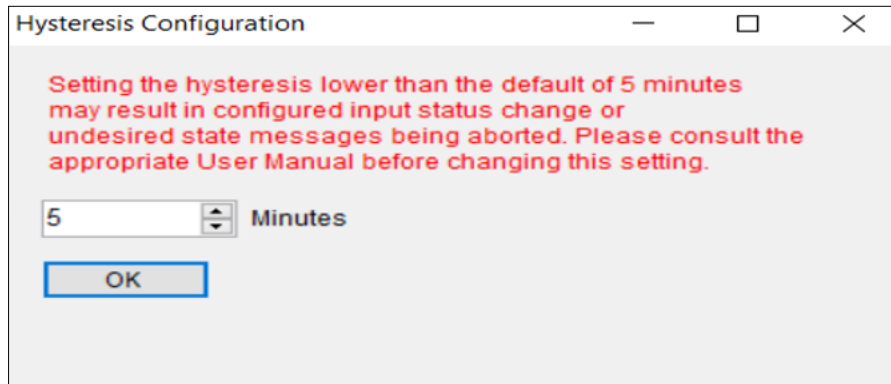 Hysteresis Configuration
Setting the hysteresis lower than the default of 5 minutes
may result in configured input status change or
undesired state messages being aborted. Please consult the
appropriate User Manual before changing this setting.
5 Minutes
OK